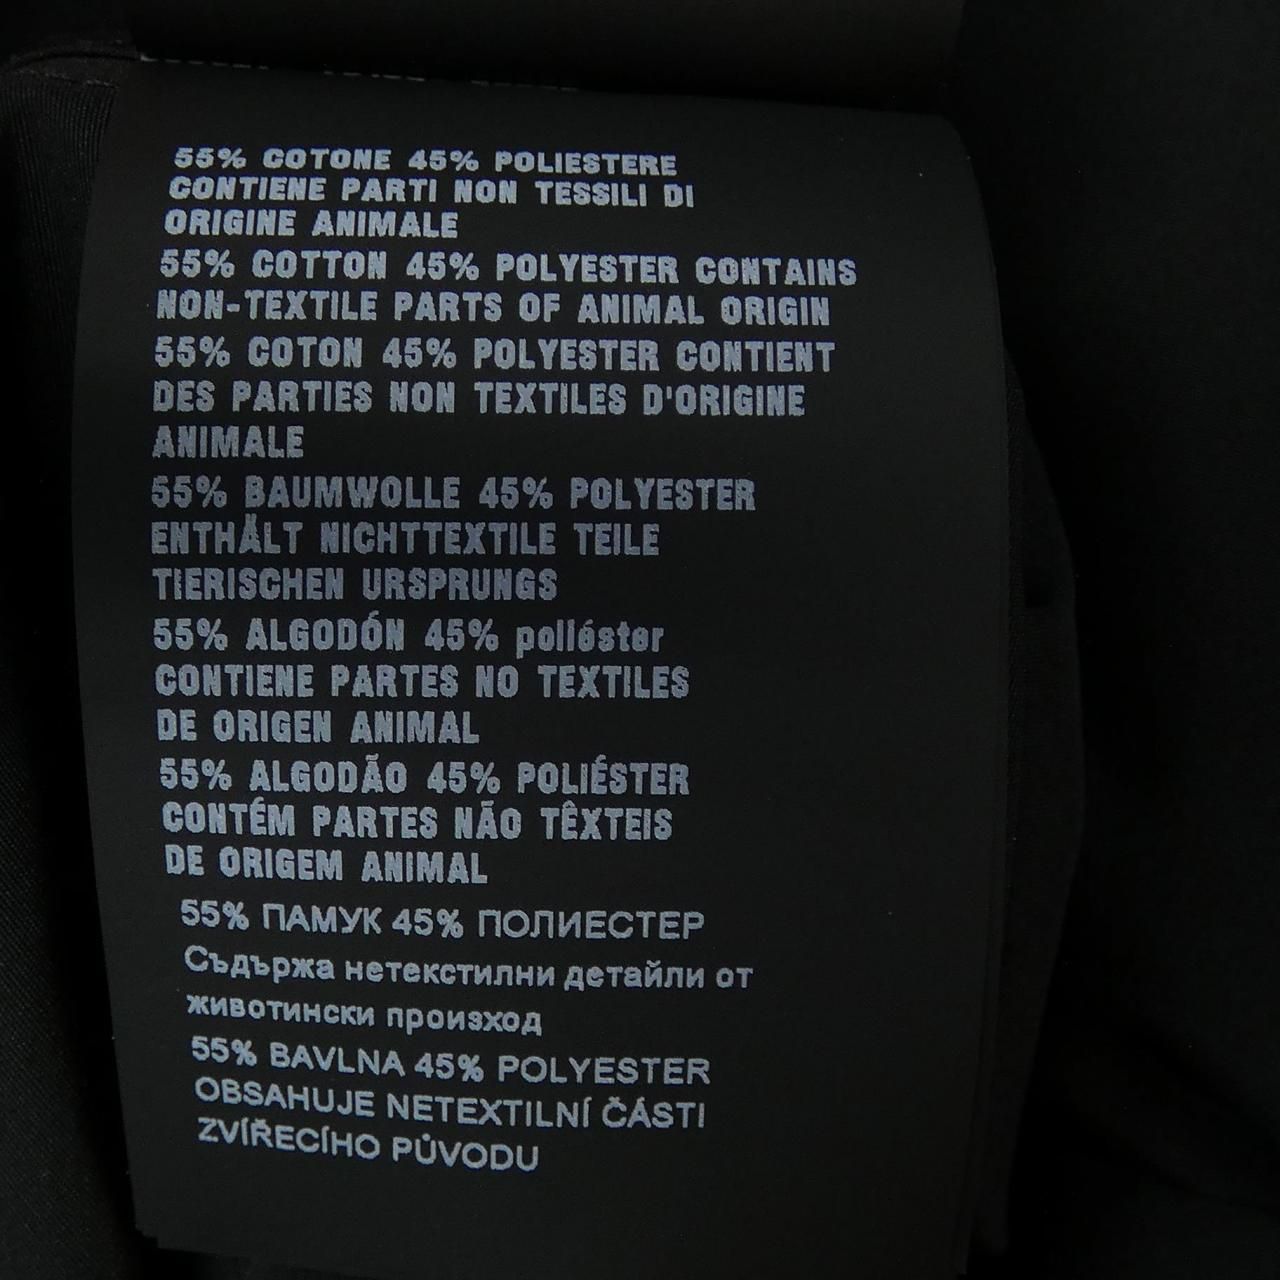 55% COTONE 45% POLIESTERE
CONTIENE PARTI NON TESSILI DI
ORIGINE ANIMALE
55% COTTON 45% POLYESTER CONTAINS
NON-TEXTILE PARTS OF ANIMAL ORIGIN
55% COTON 45% POLYESTER CONTIENT
DES PARTIES NON TEXTILES D'ORIGINE
ANIMALE
55% BAUMWOLLE 45% POLYESTER
ENTHÄLT NICHTTEXTILE TEILE
TIERISCHEN URSPRUNGS
55% ALGODÓN 45% poliéster
CONTIENE PARTES NO TEXTILES
DE ORIGEN ANIMAL
55% ALGODÃO 45% POLIÉSTER
CONTÉM PARTES NÃO TÊXTEIS
DE ORIGEM ANIMAL
55% ПАМУК 45% ПОЛИЕСТЕР
Съдържа нетекстилни детайли от
животински произход
55% BAVLNA 45% POLYESTER
OBSAHUJE NETEXTILNÍ ČÁSTI
ZVÍŘECÍHO PŮVODU